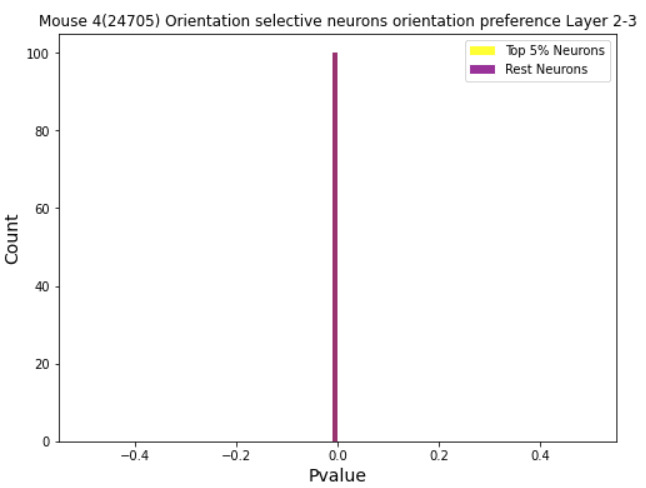 Mouse 4(24705) Orientation selective neurons orientation preference Layer 2-3
Top 5% Neurons
Rest Neurons
100
80
60
40
20
0
Count
−0.4 −0.2 0.0 0.2 0.4
Pvalue